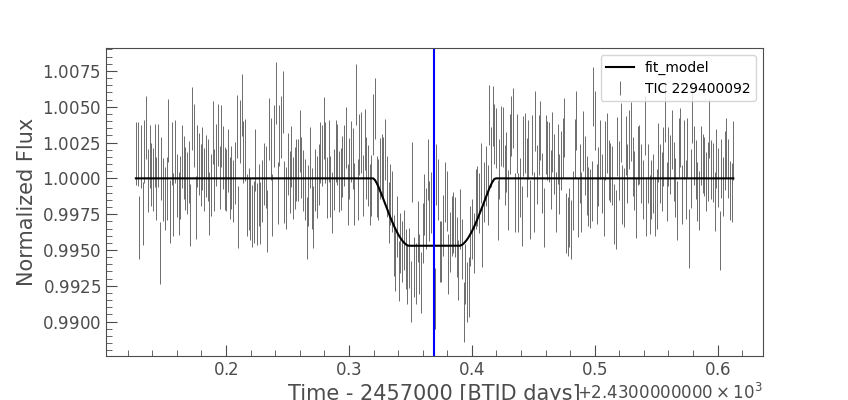 fit_model
TIC 229400092
1.0075
1.0050
1.0025
1.0000
0.9975
0.9950
0.9925
0.9900
Normalized Flux
0.2 0.3 0.4 0.5 0.6
Time - 2457000 [BTJD days]
+2.4300000000×10³